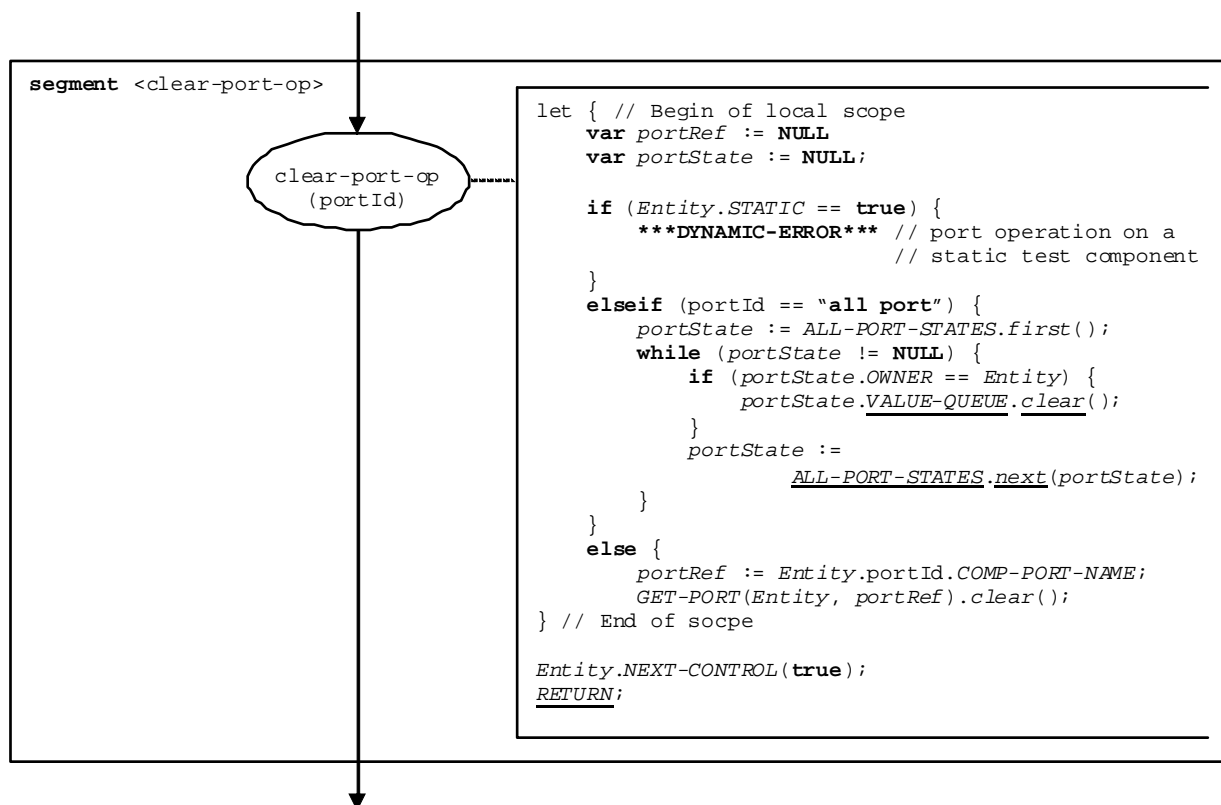 segment <clear-port-op>
clear-port-op
(portId)
let { // Begin of local scope
var portRef := NULL
var portState := NULL;
if (Entity.STATIC == true) {
***DYNAMIC-ERROR*** // port operation on a
// static test component
}
elseif (portId == “all port”) {
portState := ALL-PORT-STATES.first();
while (portState != NULL) {
if (portState.OWNER == Entity) {
portState.VALUE-QUEUE.clear();
}
portState :=
ALL-PORT-STATES.next(portState);
}
}
else {
portRef := Entity.portId.COMP-PORT-NAME;
GET-PORT(Entity, portRef).clear();
} // End of socpe
Entity.NEXT-CONTROL(true);
RETURN;